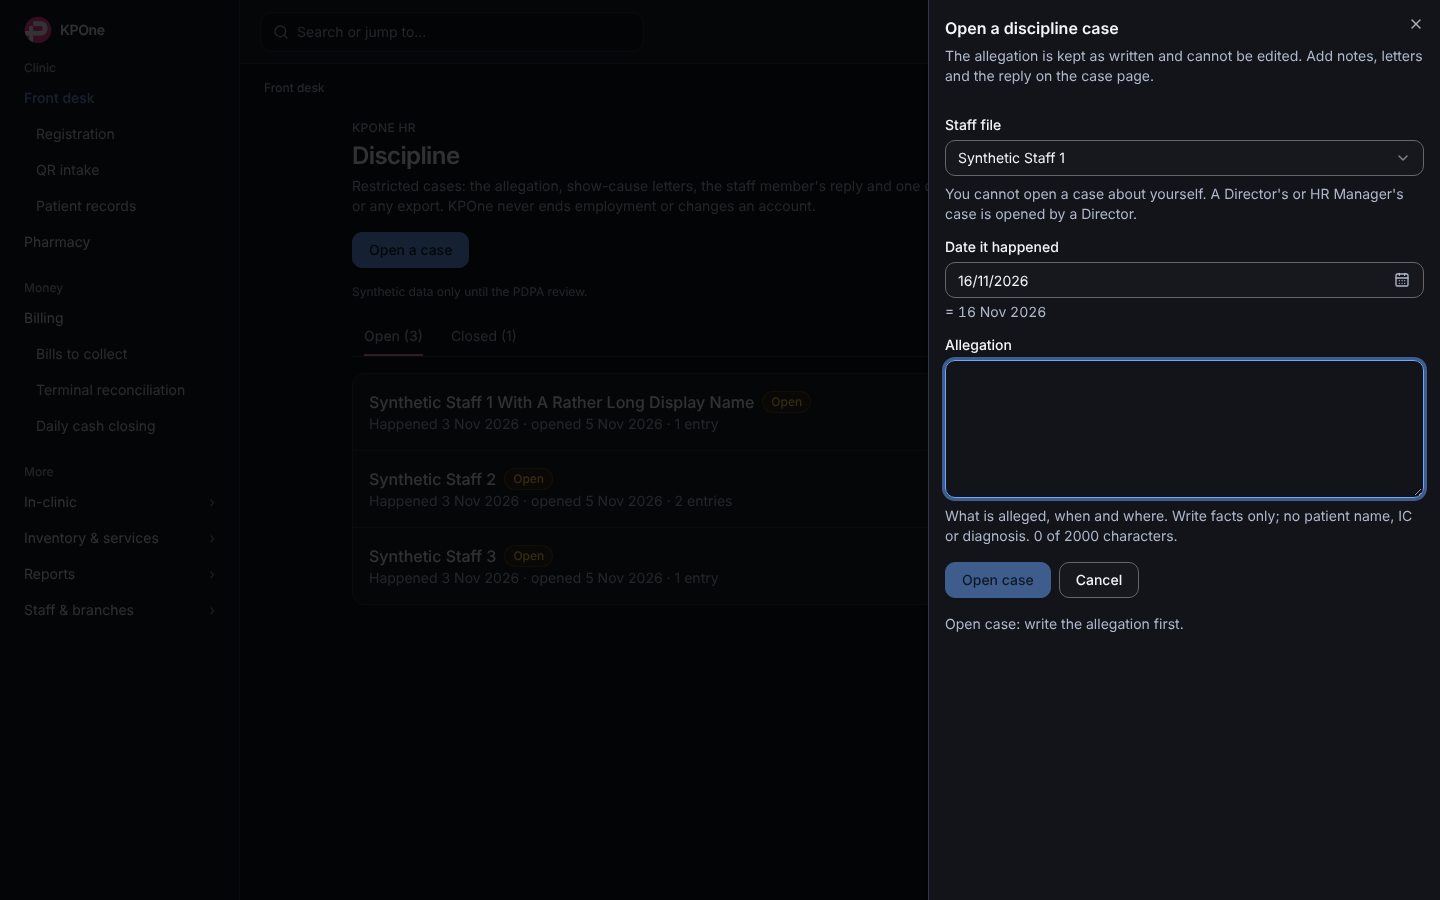 KPOne
Clinic
Front desk
Registration
QR intake
Patient records
Pharmacy
Money
Billing
Bills to collect
Terminal reconciliation
Daily cash closing
More
In-clinic
Inventory & services
Reports
Staff & branches
Search or jump to...
Front desk
KPONE HR
Discipline
Restricted cases: the allegation, show-cause letters, the staff member's reply and one
or any export. KPOne never ends employment or changes an account.
Open a case
Synthetic data only until the PDPA review.
Open (3) Closed (1)
Synthetic Staff 1 With A Rather Long Display Name Open
Happened 3 Nov 2026 · opened 5 Nov 2026 · 1 entry
Synthetic Staff 2 Open
Happened 3 Nov 2026 · opened 5 Nov 2026 · 2 entries
Synthetic Staff 3 Open
Happened 3 Nov 2026 · opened 5 Nov 2026 · 1 entry
Open a discipline case
The allegation is kept as written and cannot be edited. Add notes, letters
and the reply on the case page.
Staff file
Synthetic Staff 1
You cannot open a case about yourself. A Director's or HR Manager's
case is opened by a Director.
Date it happened
16/11/2026
= 16 Nov 2026
Allegation
What is alleged, when and where. Write facts only; no patient name, IC
or diagnosis. 0 of 2000 characters.
Open case Cancel
Open case: write the allegation first.